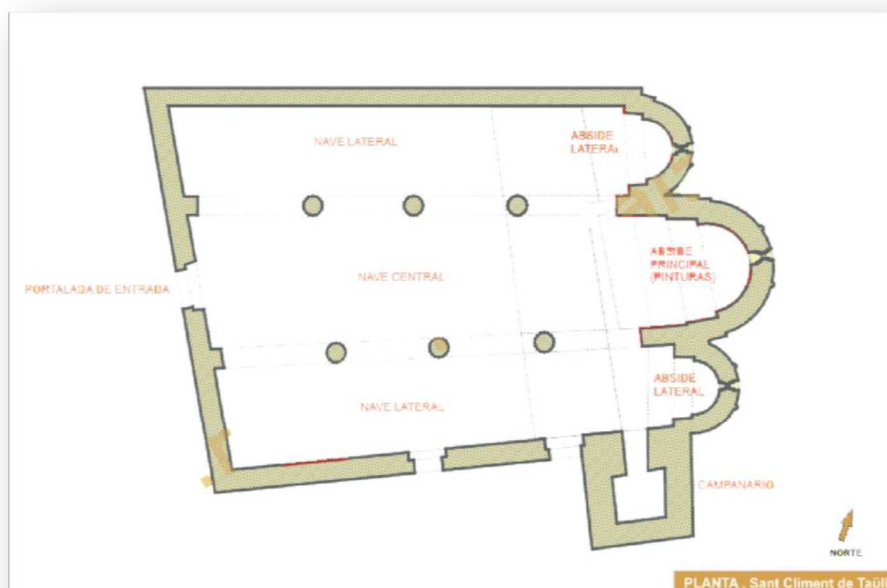 NAVE LATERAL
ABSIDE
LATERAL
PORTALADA DE ENTRADA
NAVE CENTRAL
ABSIDE
PRINCIPAL
(PINTURAS)
NAVE LATERAL
ABSIDE
LATERAL
CAMPANARIO
NORTE
PLANTA . Sant Climent de Taüll